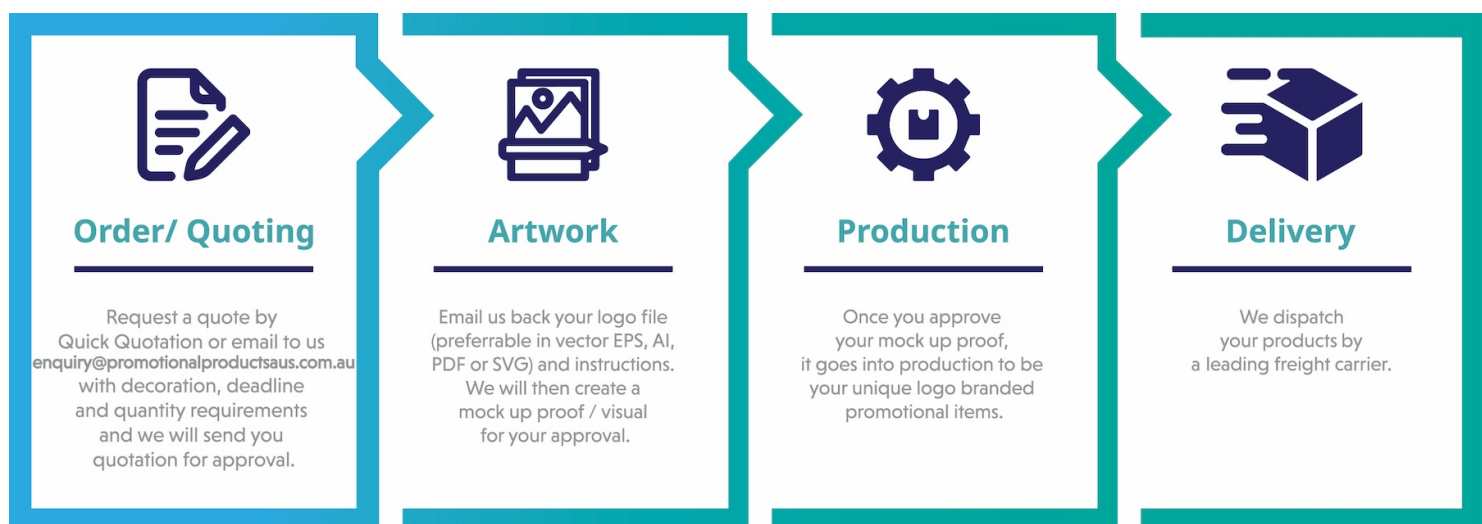 Order/ Quoting
Request a quote by
Quick Quotation or email to us
enquiry@promotionalproductsaus.com.au
with decoration, deadline
and quantity requirements
and we will send you
quotation for approval.
Artwork
Email us back your logo file
(preferrable in vector EPS, AI,
PDF or SVG) and instructions.
We will then create a
mock up proof / visual
for your approval.
Production
Once you approve
your mock up proof,
it goes into production to be
your unique logo branded
promotional items.
Delivery
We dispatch
your products by
a leading freight carrier.